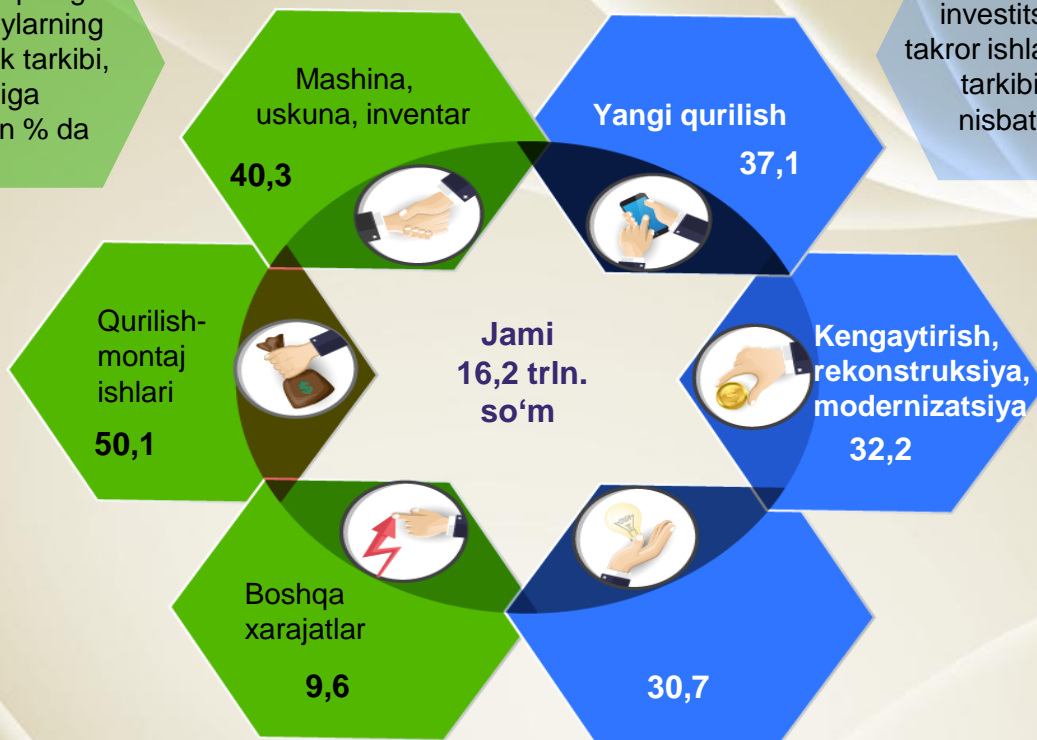 ylarning
k tarkibi,
iga
n % da
investits
takror ishla
tarkibi
nisbat
Mashina,
uskuna, inventar
40,3
Yangi qurilish
37,1
Qurilish-
montaj
ishlari
50,1
Jami
16,2 trln.
so‘m
Kengaytirish,
rekonstruksiya,
modernizatsiya
32,2
Boshqa
xarajatlar
9,6
30,7